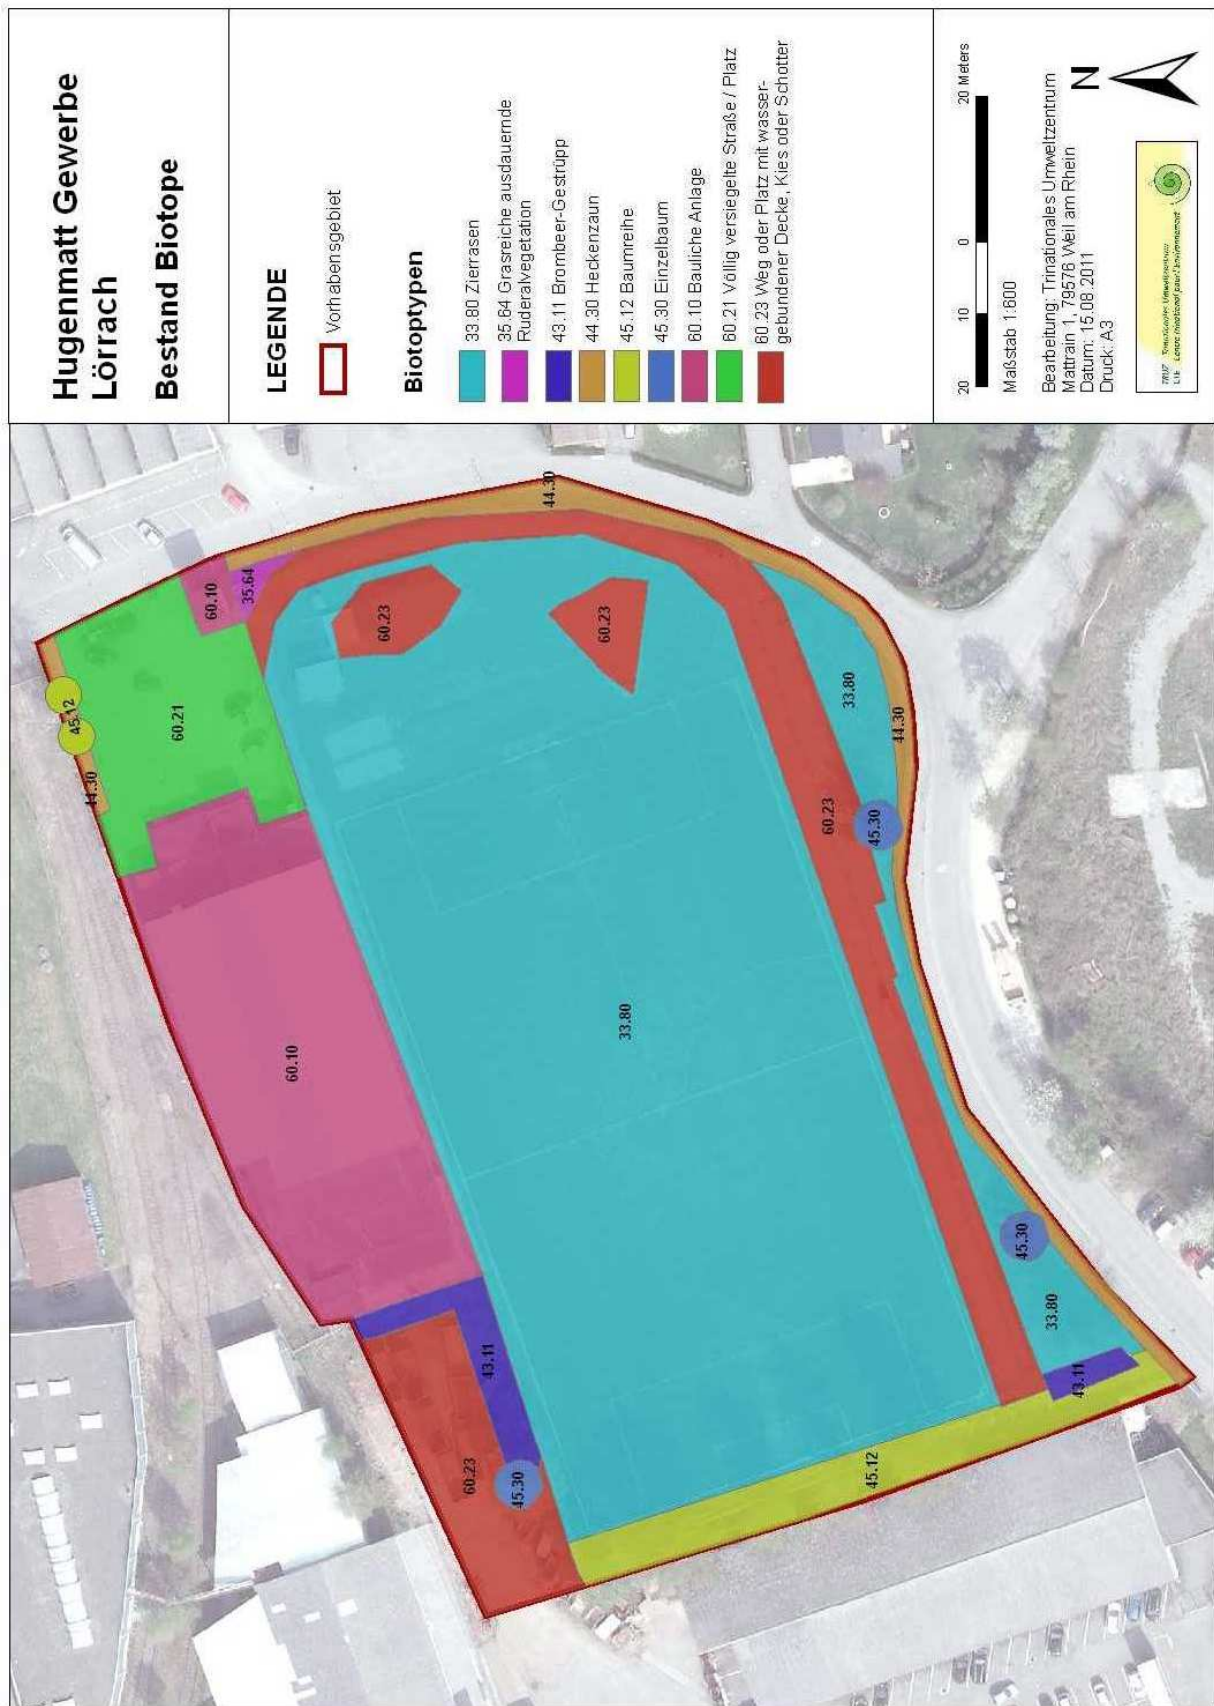 Hugenmatt Gewerbe
Lörrach
Bestand Biotope
LEGENDE
Vorhabensgebiet
Biotoptypen
33.80 Zierrasen
35.64 Grasreiche ausdauernde
Ruderalvegetation
43.11 Brombeer-Gestrüpp
44.30 Heckenzaun
45.12 Baumreihe
45.30 Einzelbaum
60.10 Bauliche Anlage
60.21 Völlig versiegelte Straße / Platz
60.23 Weg oder Platz mit wasser-
gebundener Decke, Kies oder Schotter
20 10 0 20 Meters
Maßstab 1:600
Bearbeitung: Trinationales Umweltzentrum
Mattrain 1, 79576 Weil am Rhein
Datum: 15.08.2011
Druck: A3
N
TRUZ Trinationales Umweltzentrum
44.30
45.12
60.21
60.10
35.64
44.30
60.23
60.23
33.80
44.30
60.23
45.30
60.10
33.80
45.30
33.80
43.11
43.11
60.23
45.30
45.12